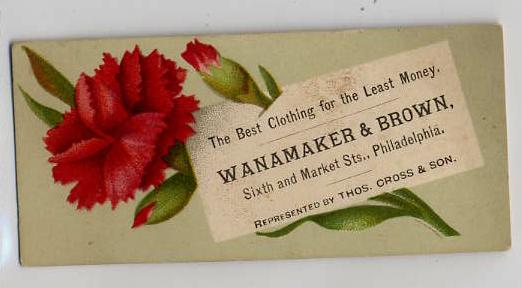 The Best Clothing for the Least Money.
WANAMAKER & BROWN,
Sixth and Market Sts., Philadelphia.
REPRESENTED BY THOS. CROSS & SON.